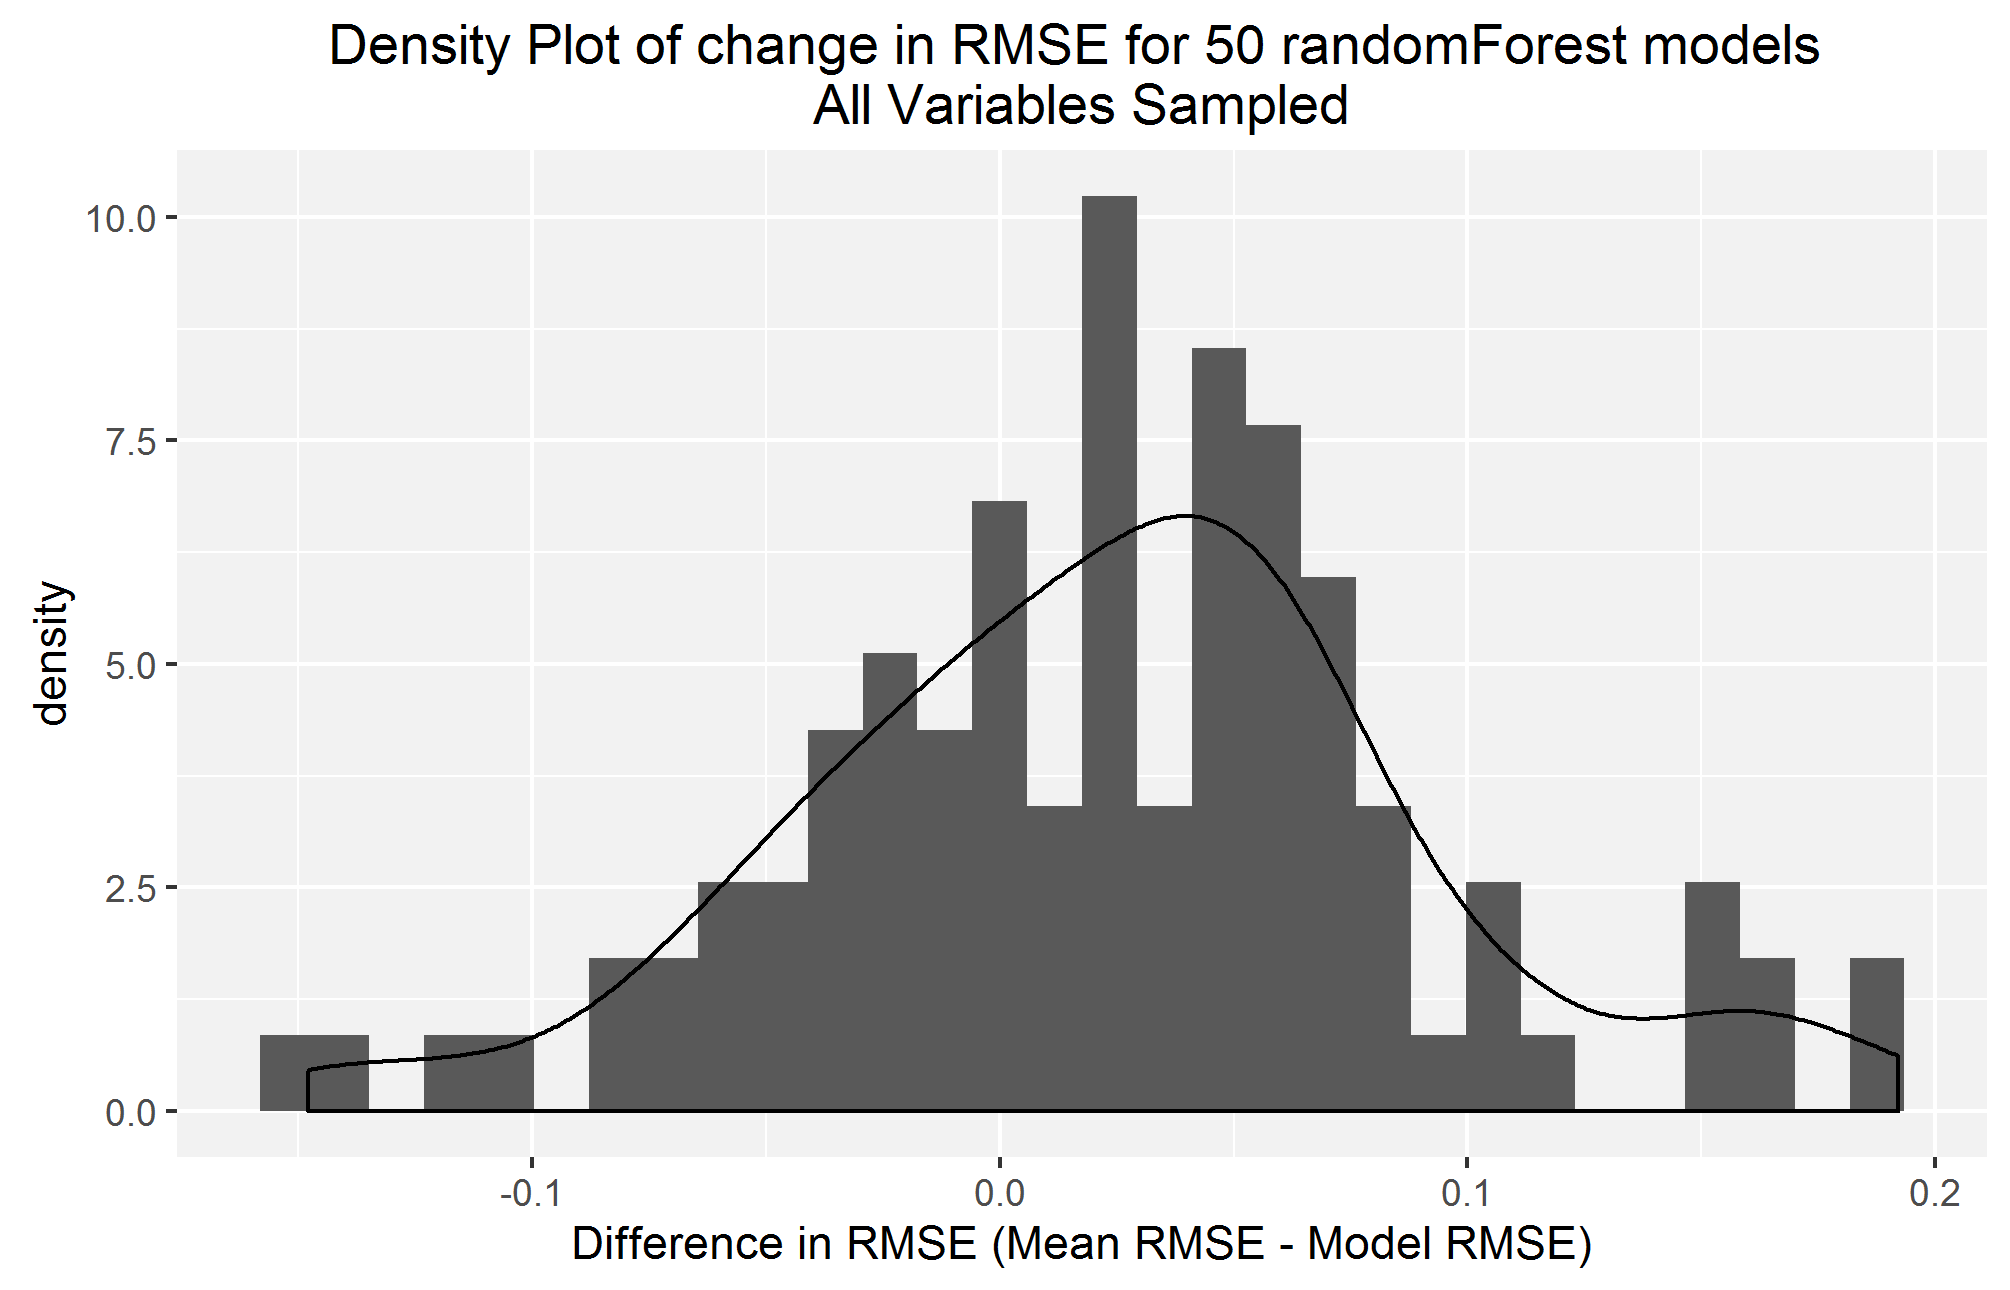 Density Plot of change in RMSE for 50 randomForest models
All Variables Sampled
density
10.0
7.5
5.0
2.5
0.0
-0.1
0.0
0.1
0.2
Difference in RMSE (Mean RMSE - Model RMSE)